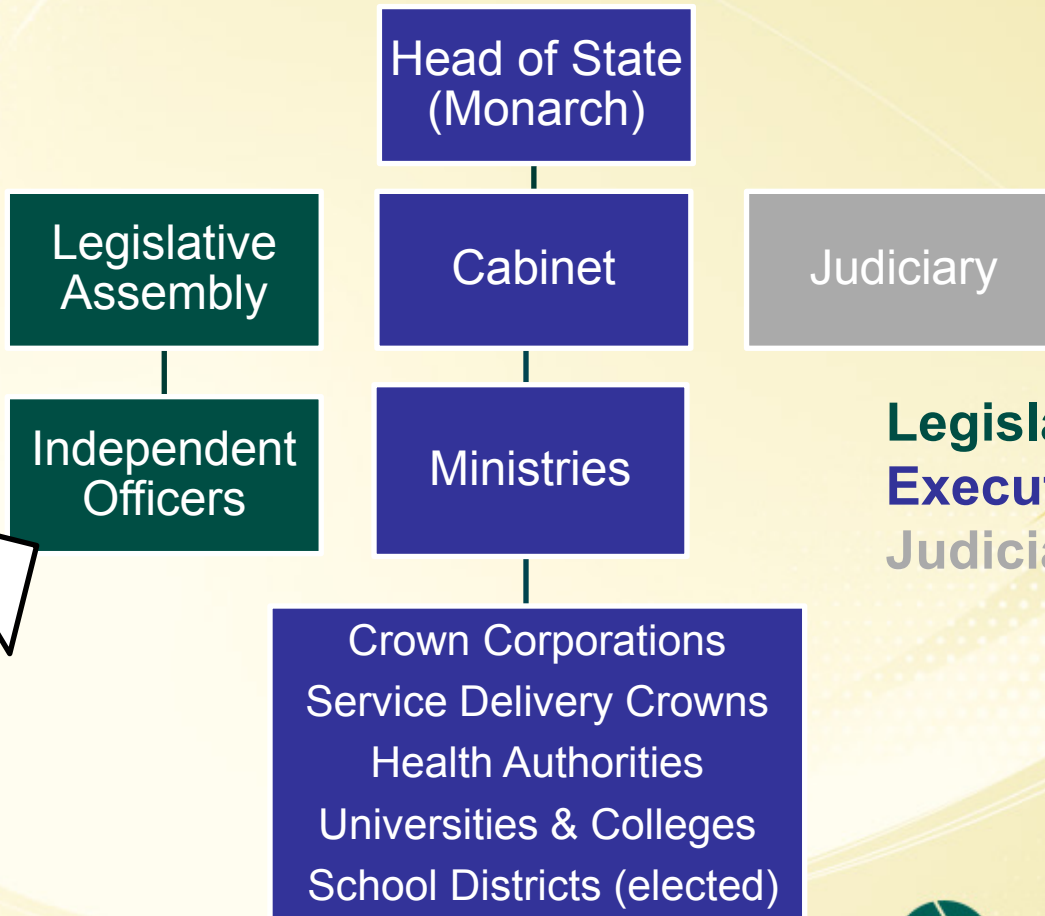 Head of State
(Monarch)
Legislative
Assembly
Cabinet
Judiciary
Independent
Officers
Ministries
Crown Corporations
Service Delivery Crowns
Health Authorities
Universities & Colleges
School Districts (elected)